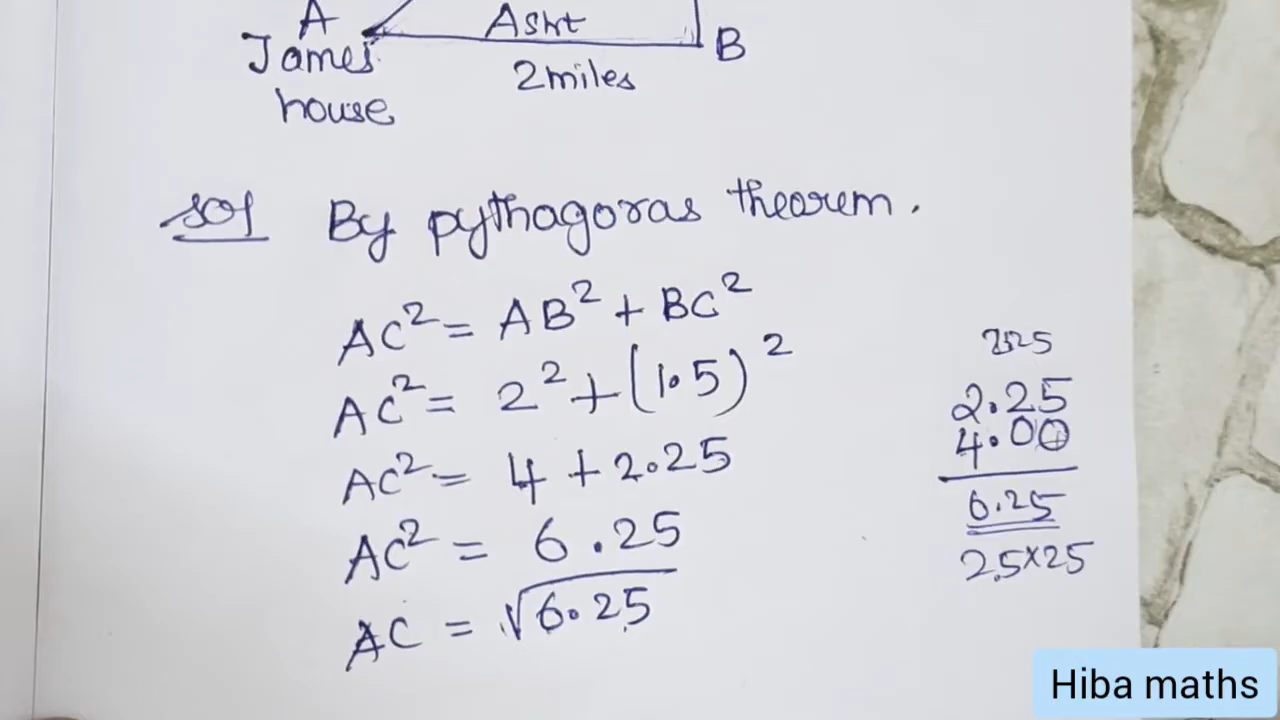 A
Asht
James
B
2miles
house
Sol By pythagoras theorem.
AC² = AB² + BC²
AC² = 2² + (1.5)²
AC² = 4 + 2.25
AC² = 6.25
AC = √6.25
2.25
4.00
6.25
25×25
Hiba maths